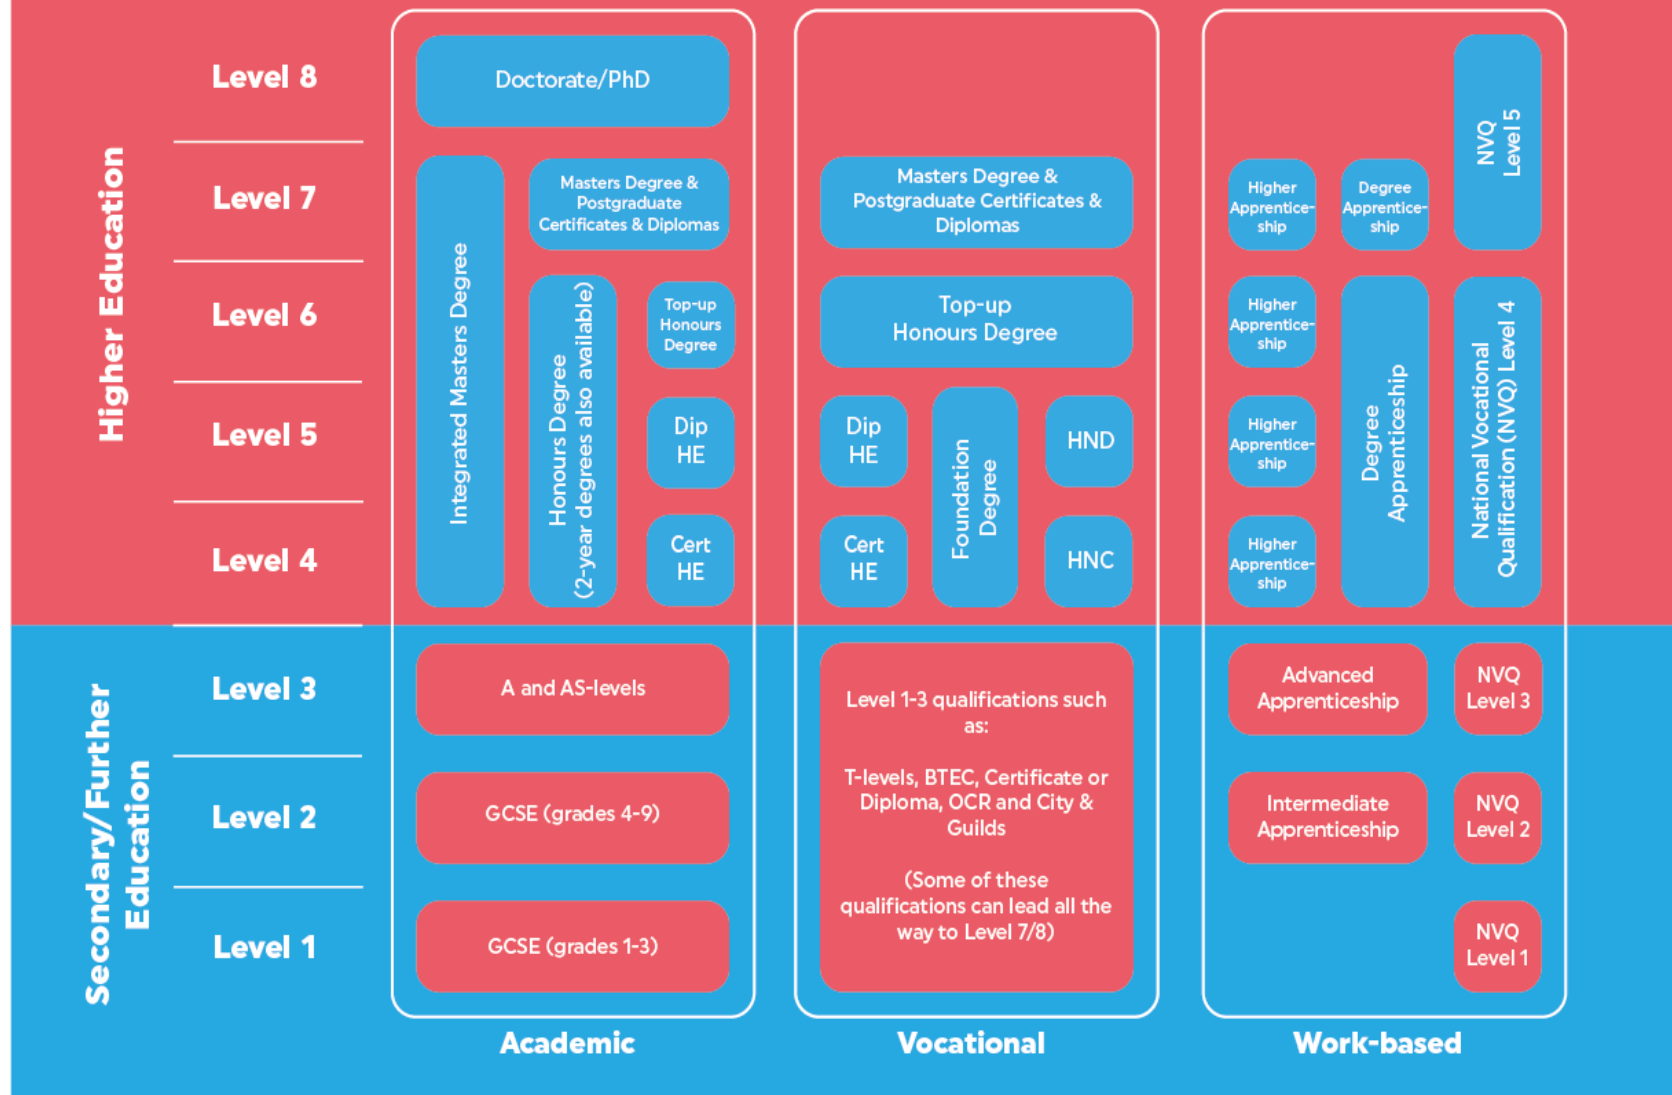 Higher Education
Secondary/Further
Education
Level 8
Level 7
Level 6
Level 5
Level 4
Level 3
Level 2
Level 1
Doctorate/PhD
Integrated Masters Degree
Masters Degree &
Postgraduate
Certificates & Diplomas
Honours Degree
(2-year degrees also available)
Top-up
Honours
Degree
Dip
HE
Cert
HE
A and AS-levels
GCSE (grades 4-9)
GCSE (grades 1-3)
Academic
Masters Degree &
Postgraduate Certificates &
Diplomas
Top-up
Honours Degree
Dip
HE
Foundation
Degree
HND
Cert
HE
HNC
Level 1-3 qualifications such
as:
T-levels, BTEC, Certificate or
Diploma, OCR and City &
Guilds
(Some of these
qualifications can lead all the
way to Level 7/8)
Vocational
NVQ
Level 5
Higher
Apprentice-
ship
Degree
Apprentice-
ship
Higher
Apprentice-
ship
Degree
Apprenticeship
National Vocational
Qualification (NVQ) Level 4
Higher
Apprentice-
ship
Higher
Apprentice-
ship
Advanced
Apprenticeship
NVQ
Level 3
Intermediate
Apprenticeship
NVQ
Level 2
NVQ
Level 1
Work-based